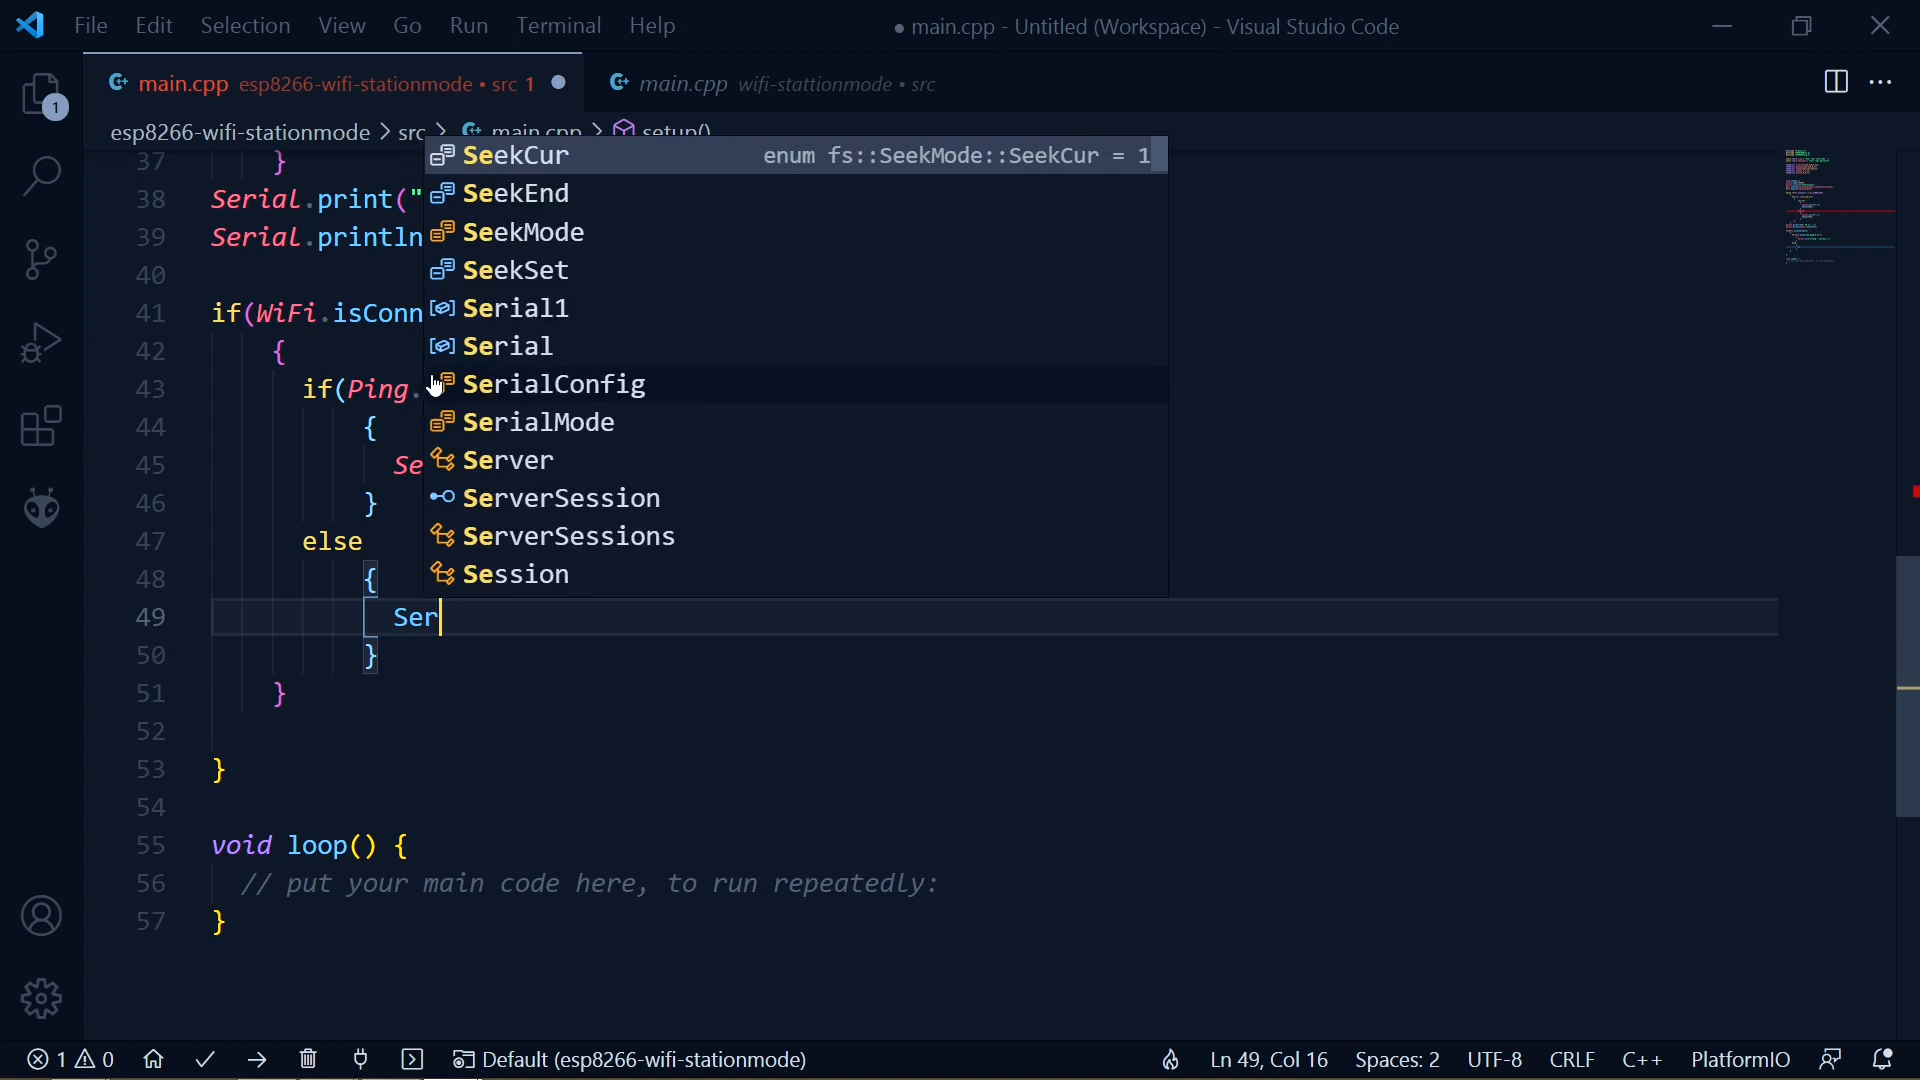 File Edit Selection View Go Run Terminal Help
● main.cpp - Untitled (Workspace) - Visual Studio Code
main.cpp esp8266-wifi-stationmode • src 1
main.cpp wifi-stattionmode • src
esp8266-wifi-stationmode > src > main.cpp > setup()
37 }
38 Serial.print("
39 Serial.println
40
41 if(WiFi.isConn
42 {
43 if(Ping.
44 {
45 Se
46 }
47 else
48 {
49 Ser
50 }
51 }
52
53 }
54
55 void loop() {
56 // put your main code here, to run repeatedly:
57 }
SeekCur enum fs::SeekMode::SeekCur = 1
SeekEnd
SeekMode
SeekSet
Serial1
Serial
SerialConfig
SerialMode
Server
ServerSession
ServerSessions
Session
1
1 0 Default (esp8266-wifi-stationmode) Ln 49, Col 16 Spaces: 2 UTF-8 CRLF C++ PlatformIO